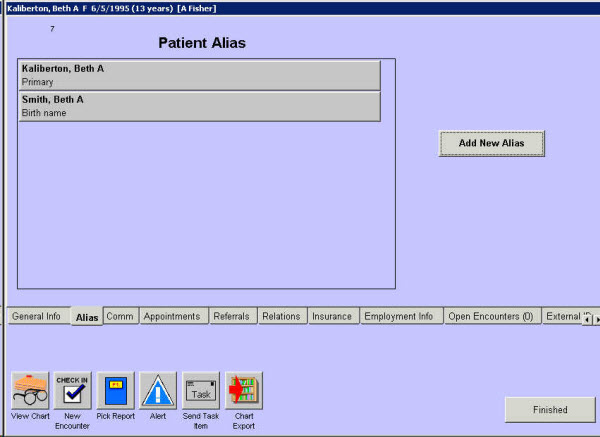 Kaliberton, Beth A F 6/5/1995 (13 years) [A Fisher]
7
Patient Alias
Kaliberton, Beth A
Primary
Smith, Beth A
Birth name
Add New Alias
General Info Alias Comm Appointments Referrals Relations Insurance Employment Info Open Encounters (0) External
CHECK IN
Task
View Chart New Encounter Pick Report Alert Send Task Item Chart Export
Finished